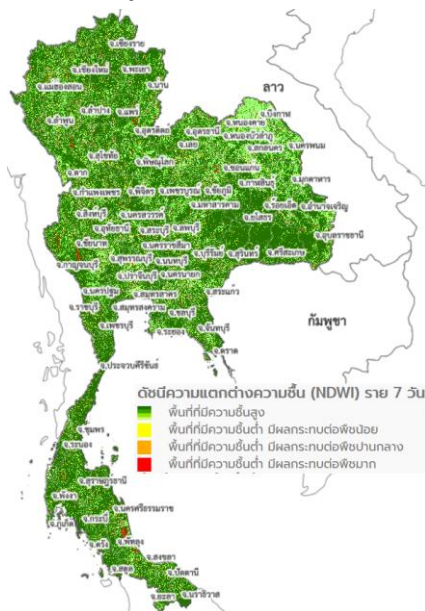 จ.เชียงราย
จ.เชียงใหม่ จ.พะเยา
จ.แม่ฮ่องสอน จ.น่าน
จ.ลำปาง จ.แพร่
จ.ลำพูน
จ.อุตรดิตถ์
ลาว
จ.บึงกาฬ
จ.หนองคาย
จ.อุดรธานี จ.หนองบัวลำภู
จ.เลย จ.สกลนคร จ.นครพนม
จ.สุโขทัย จ.พิษณุโลก
จ.ตาก จ.ขอนแก่น
จ.กาฬสินธุ์ จ.มุกดาหาร
จ.กำแพงเพชร จ.พิจิตร จ.เพชรบูรณ์ จ.ชัยภูมิ
จ.มหาสารคาม จ.ร้อยเอ็ด จ.อำนาจเจริญ
จ.ยโสธร
จ.สิงห์บุรี จ.นครสวรรค์
จ.อุทัยธานี จ.สระบุรี จ.ลพบุรี
จ.อุบลราชธานี
จ.ชัยนาท จ.นครราชสีมา
จ.สุพรรณบุรี จ.นนทบุรี จ.บุรีรัมย์ จ.สุรินทร์ จ.ศรีสะเกษ
จ.กาญจนบุรี
จ.ปราจีนบุรี จ.นครนายก
จ.นครปฐม จ.สมุทรสาคร จ.สระแก้ว
จ.ราชบุรี จ.สมุทรสงคราม จ.ชลบุรี
กัมพูชา
จ.เพชรบุรี จ.ระยอง จ.จันทบุรี
จ.ตราด
จ.ประจวบคีรีขันธ์
ดัชนีความแตกต่างความชื้น (NDWI) ราย 7 วัน
พื้นที่ที่มีความชื้นสูง
พื้นที่ที่มีความชื้นต่ำ มีผลกระทบต่อพืชน้อย
พื้นที่ที่มีความชื้นต่ำ มีผลกระทบต่อพืชปานกลาง
พื้นที่ที่มีความชื้นต่ำ มีผลกระทบต่อพืชมาก
จ.ชุมพร
จ.ระนอง
จ.สุราษฎร์ธานี
จ.พังงา
จ.นครศรีธรรมราช
จ.ภูเก็ต จ.กระบี่
จ.ตรัง จ.พัทลุง
จ.สงขลา
จ.สตูล จ.ปัตตานี
จ.ยะลา จ.นราธิวาส